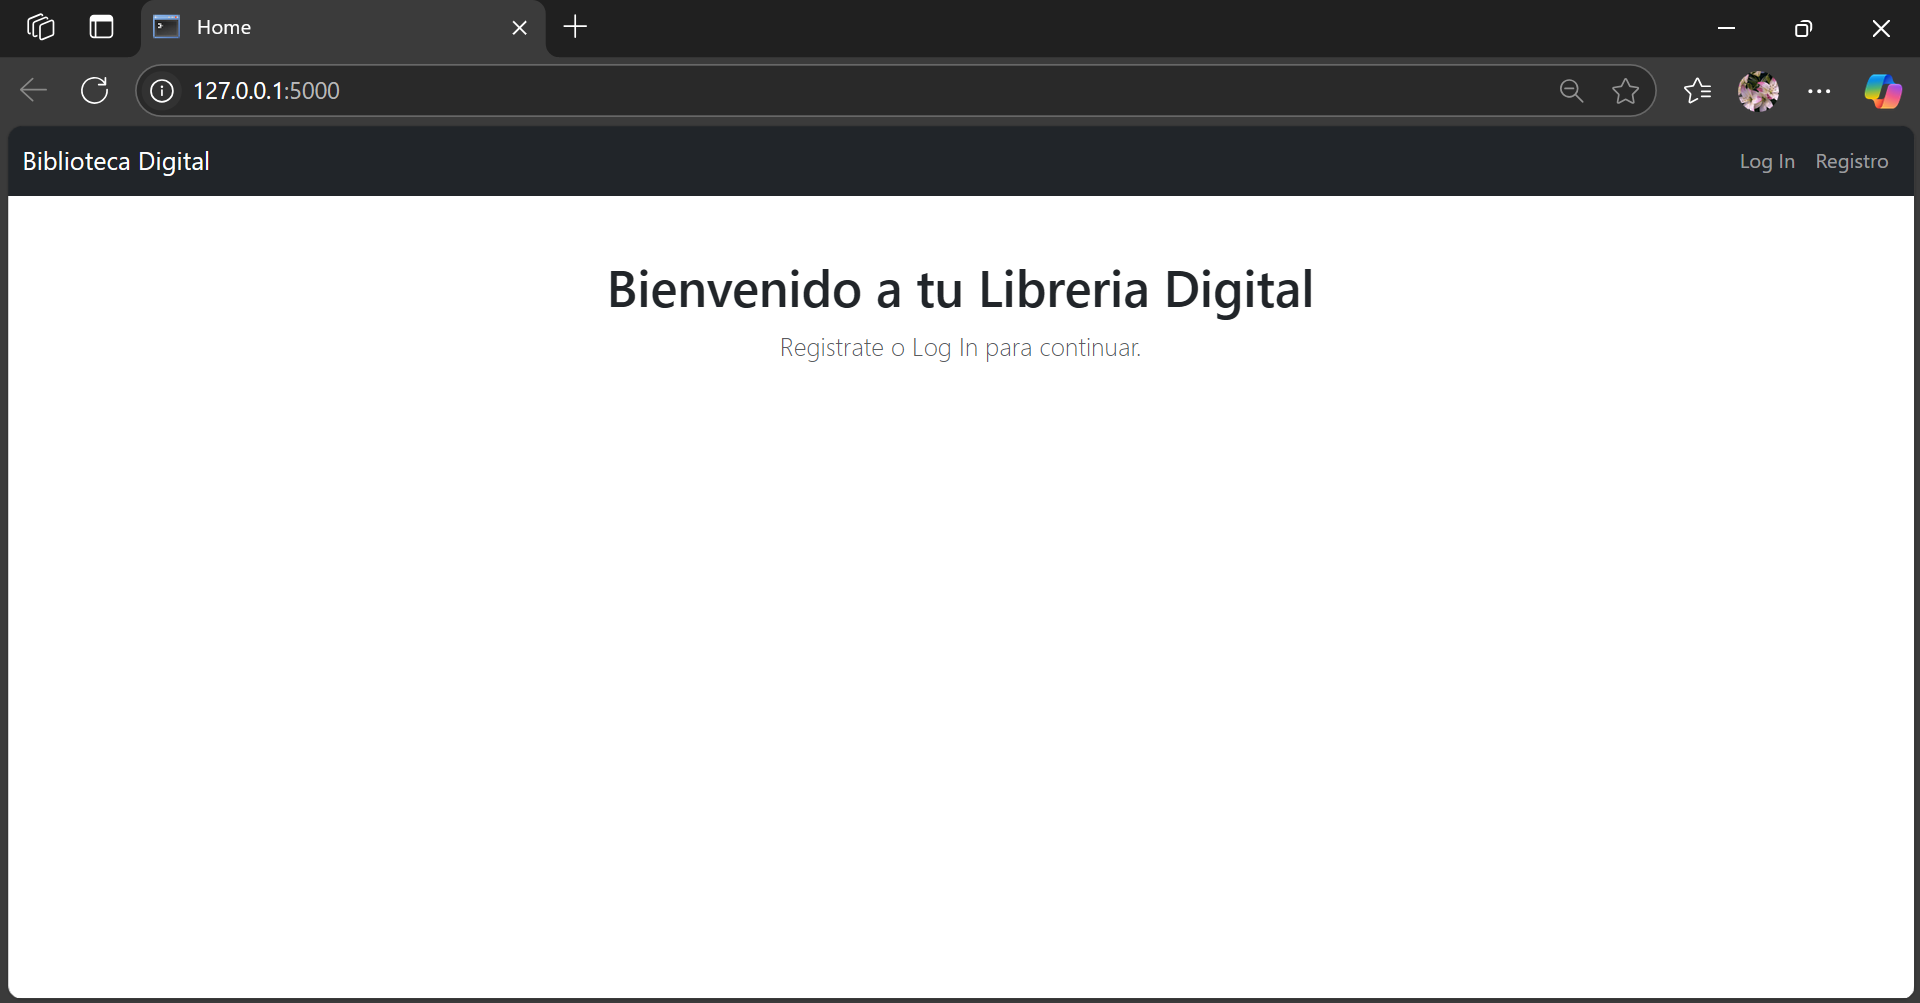 Home
127.0.0.1:5000
Biblioteca Digital
Log In Registro
Bienvenido a tu Libreria Digital
Registrate o Log In para continuar.